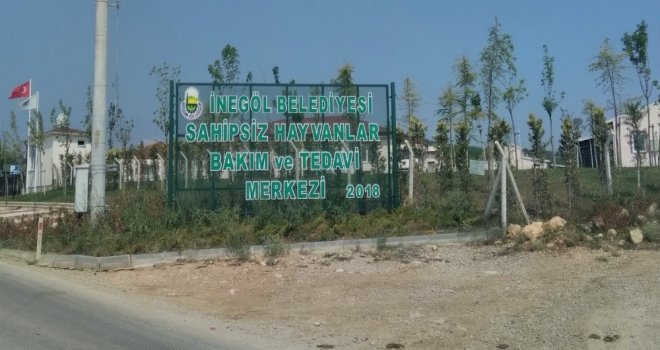 İNEGÖL BELEDİYESİ
SAHİPSİZ HAYVANLAR
BAKIM ve TEDAVİ
MERKEZİ 2018